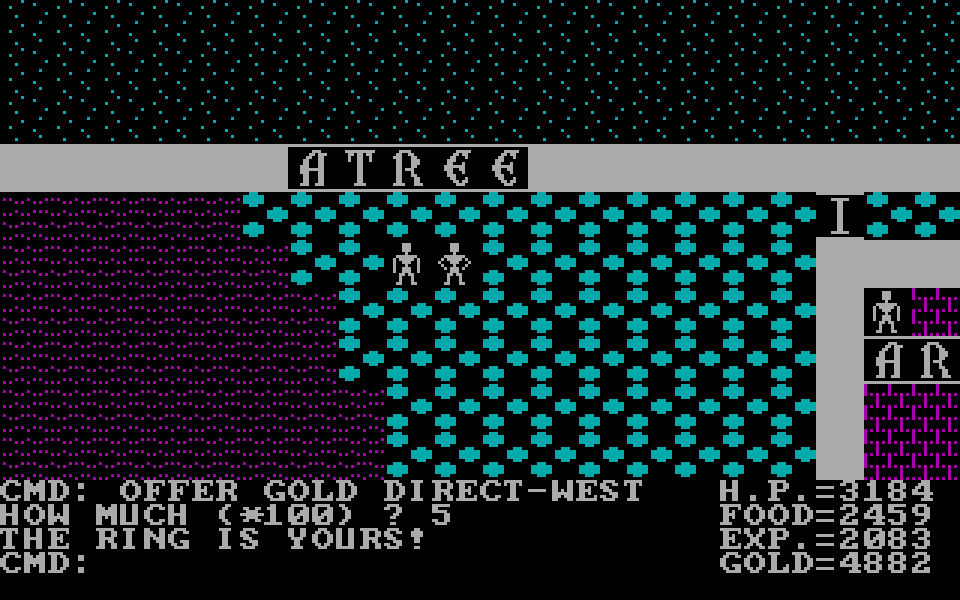 ATREE
I
AR
CMD: OFFER GOLD DIRECT-WEST
HOW MUCH (*100) ? 5
THE RING IS YOURS!
CMD:
H.P.=3184
FOOD=2459
EXP.=2083
GOLD=4882